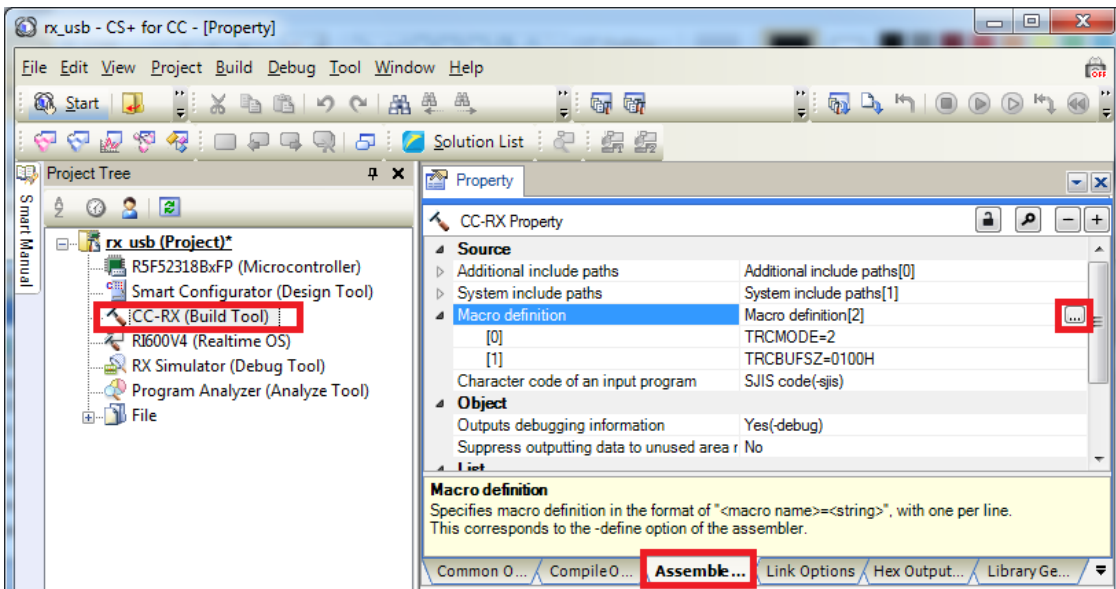 rx_usb - CS+ for CC - [Property]
File Edit View Project Build Debug Tool Window Help
OFF
Start
Solution List
Smart Manual
Project Tree
rx_usb (Project)*
R5F52318BxFP (Microcontroller)
Smart Configurator (Design Tool)
CC-RX (Build Tool)
RI600V4 (Realtime OS)
RX Simulator (Debug Tool)
Program Analyzer (Analyze Tool)
File
Property
CC-RX Property
Source
Additional include paths Additional include paths[0]
System include paths System include paths[1]
Macro definition Macro definition[2] ...
[0] TRCMODE=2
[1] TRCBUFSZ=0100H
Character code of an input program SJIS code(-sjis)
Object
Outputs debugging information Yes(-debug)
Suppress outputting data to unused area r No
List
Macro definition
Specifies macro definition in the format of "<macro name>=<string>", with one per line.
This corresponds to the -define option of the assembler.
Common O... Compile O... Assemble... Link Options Hex Output... Library Ge...